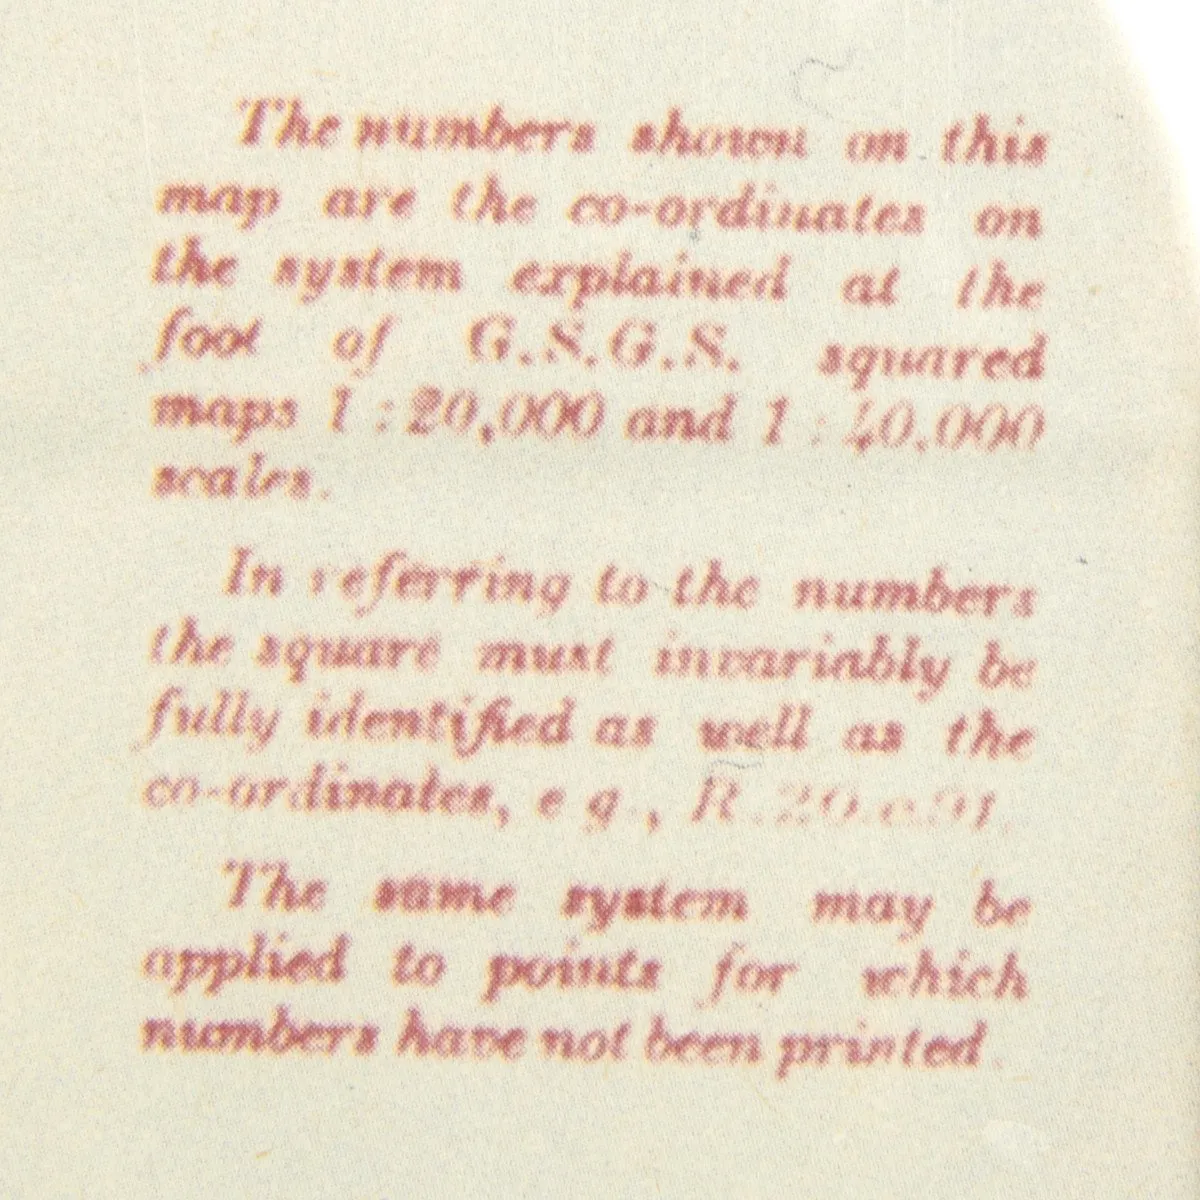 The numbers shown on this
map are the co-ordinates on
the system explained at the
foot of G.S.G.S. squared
maps 1 : 20,000 and 1 : 40,000
scales.
In referring to the numbers
the square must invariably be
fully identified as well as the
co-ordinates, e g., R.20.c.91.
The same system may be
applied to points for which
numbers have not been printed.